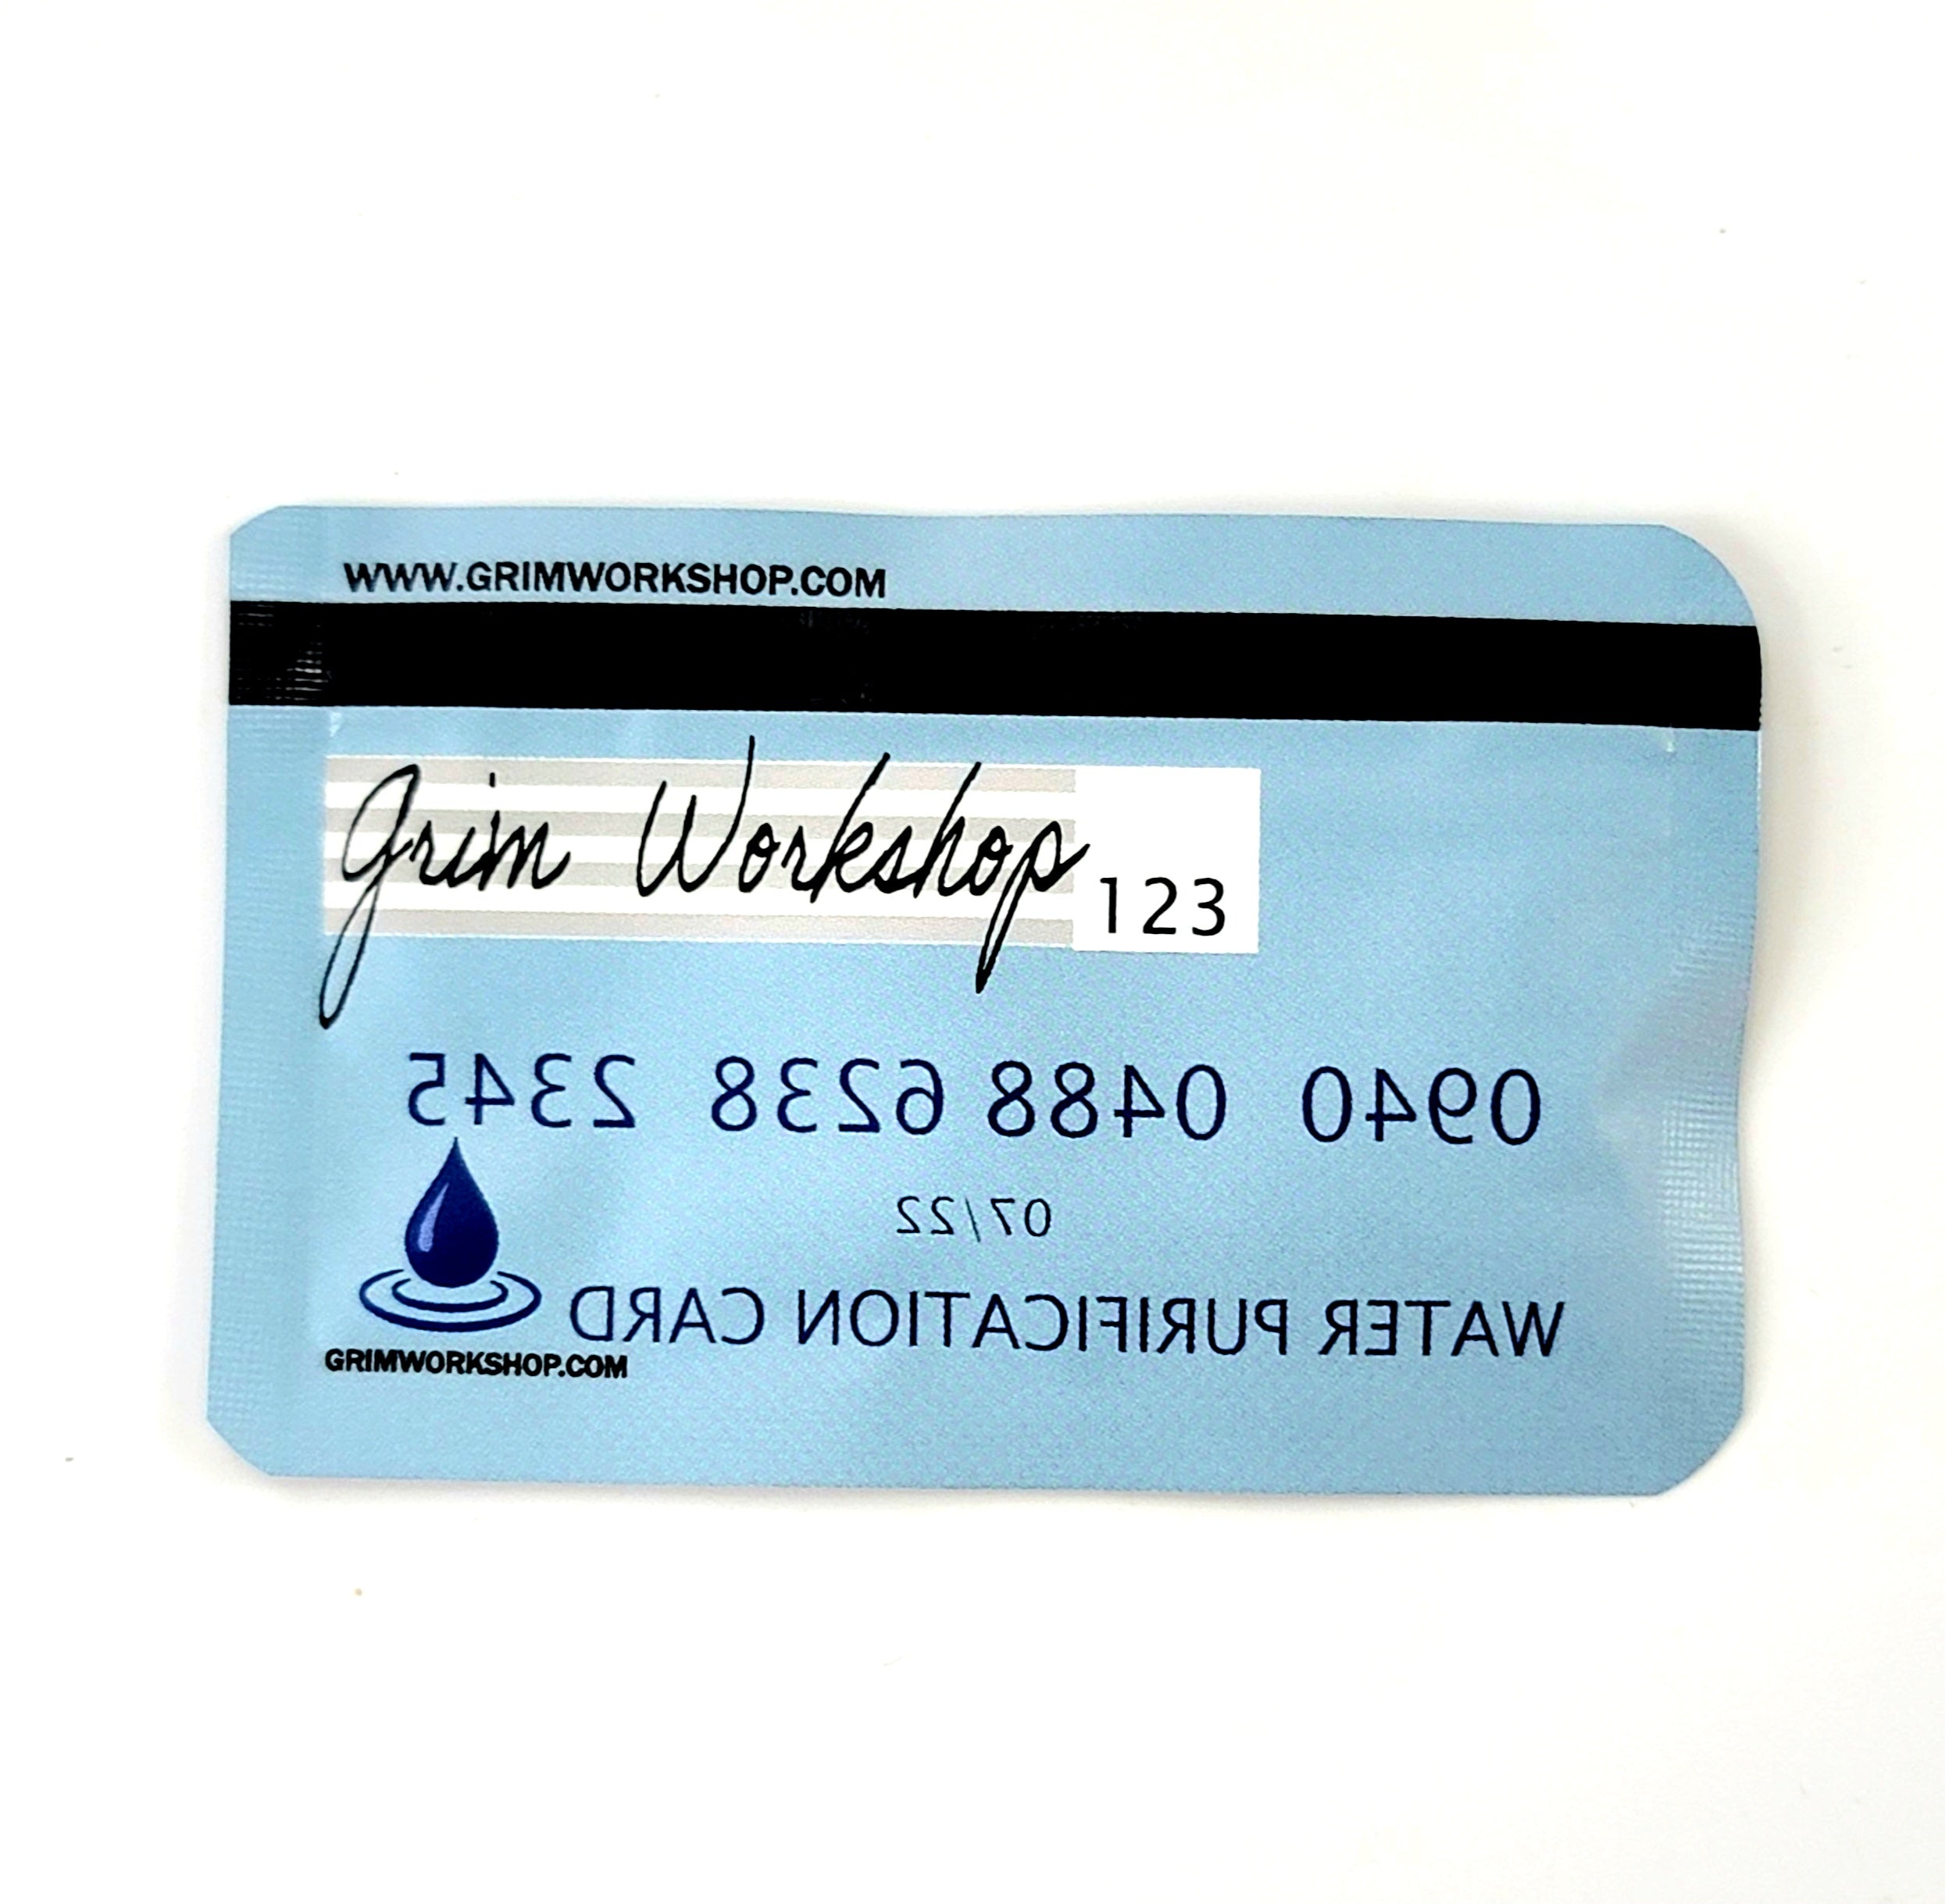 WWW.GRIMWORKSHOP.COM
Grim Workshop
123
0940 0488 6238 2345
07/22
WATER PURIFICATION CARD
GRIMWORKSHOP.COM